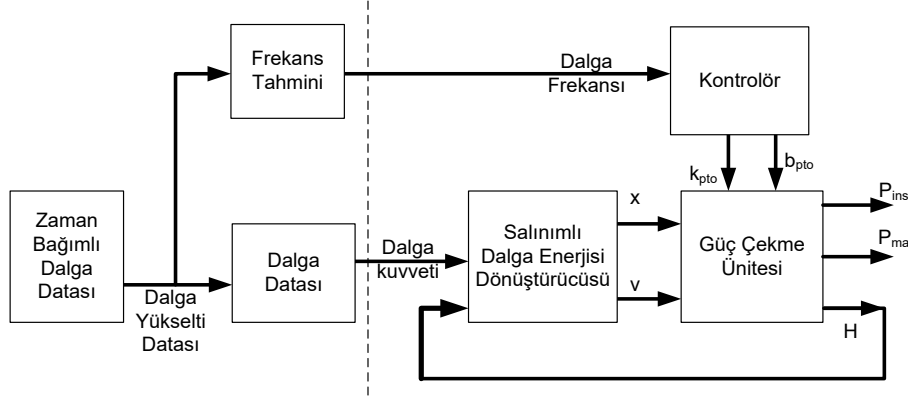 Frekans
Tahmini
Dalga
Frekansı
Kontrolör
kpto
bpto
Zaman
Bağımlı
Dalga
Datası
Dalga
Yükselti
Datası
Dalga
Datası
Dalga
kuvveti
Salınımlı
Dalga Enerjisi
Dönüştürücüsü
x
v
Güç Çekme
Ünitesi
Pins
Pma
H